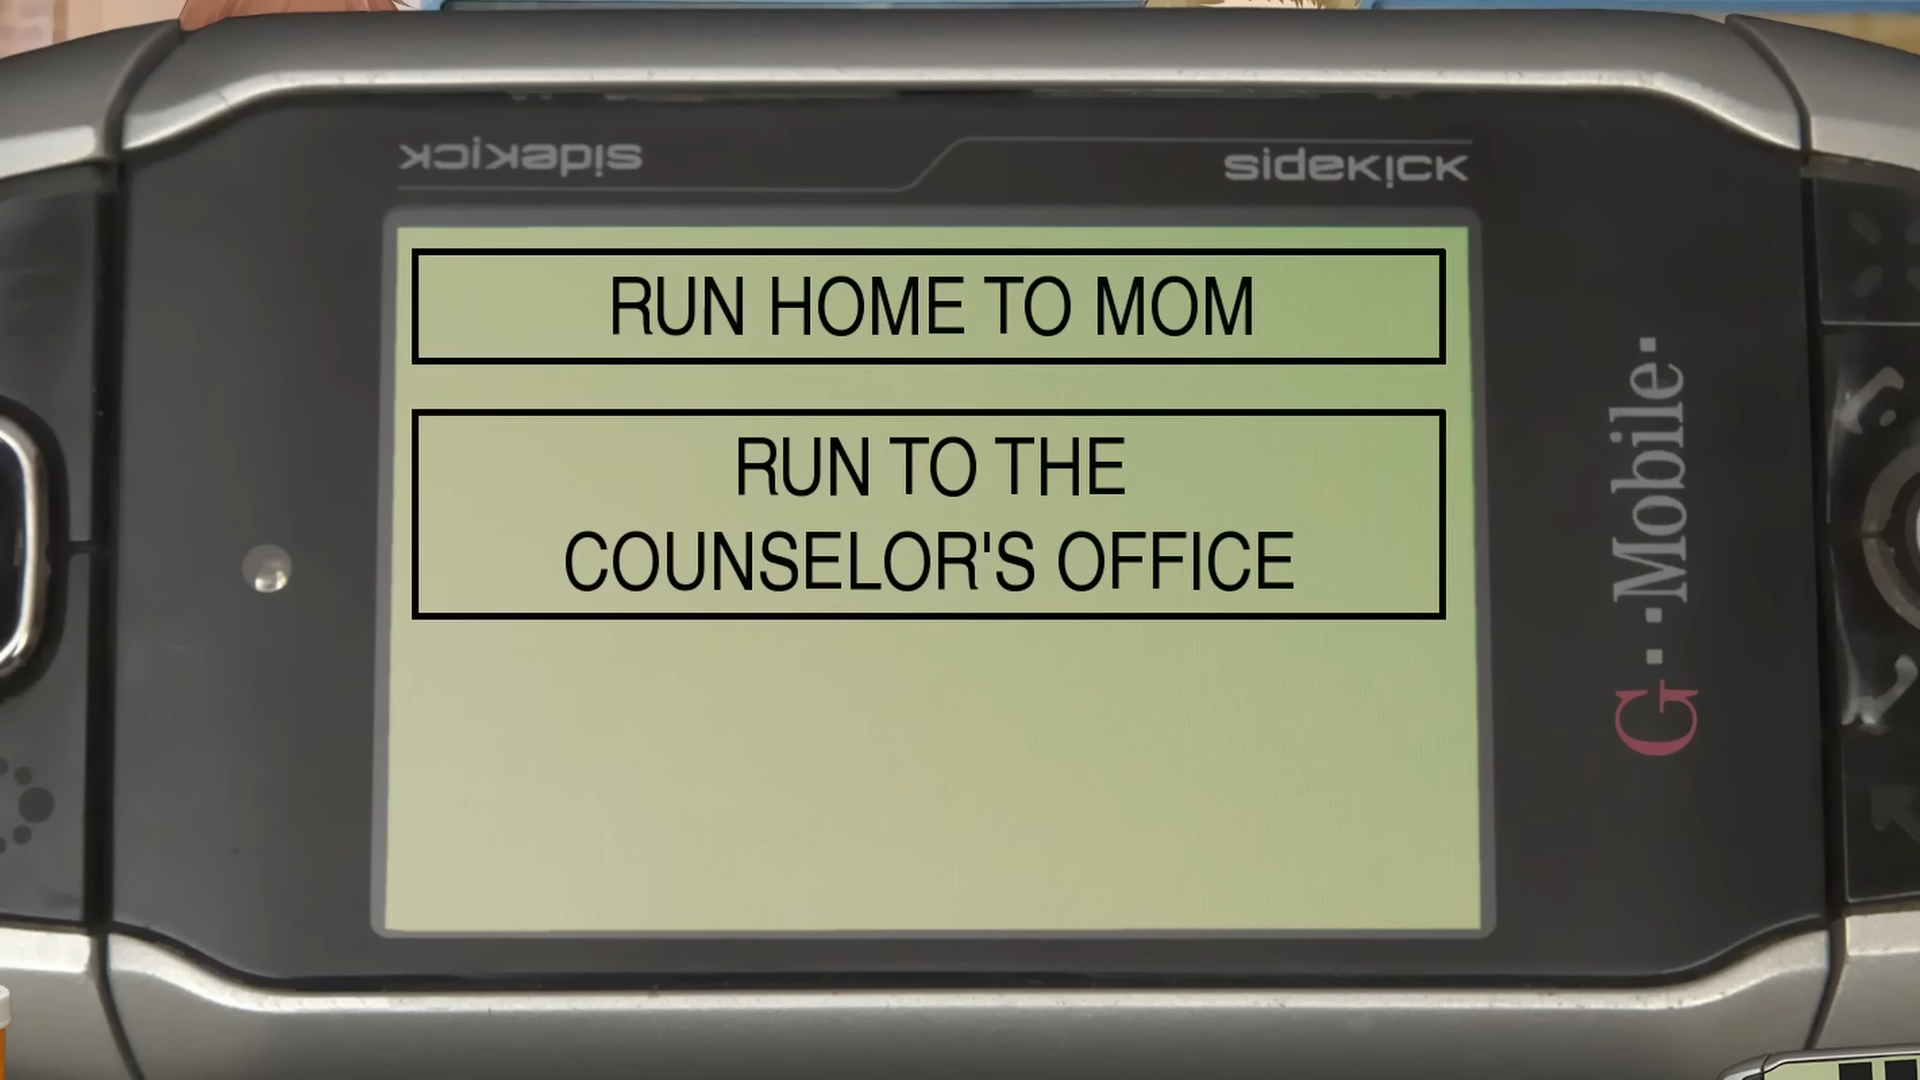 sidekick
sidekick
RUN HOME TO MOM
RUN TO THE
COUNSELOR'S OFFICE
G··Mobile·